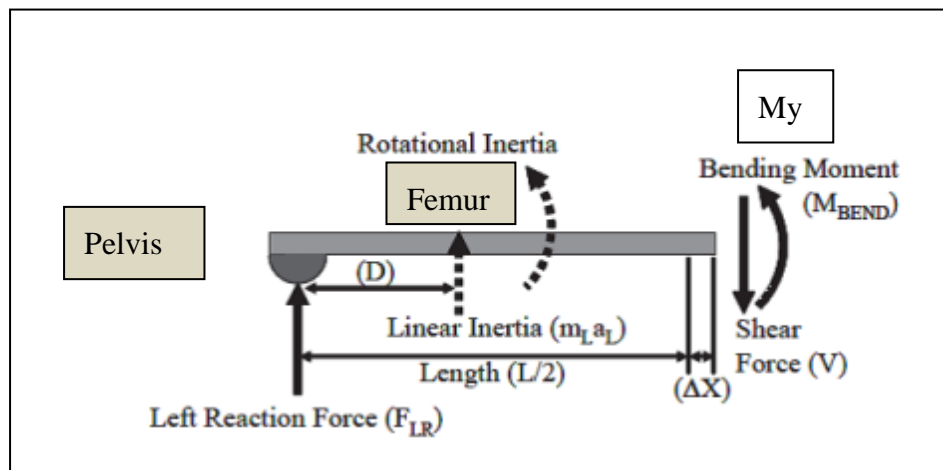 My
Rotational Inertia
Bending Moment
(M_BEND)
Femur
Pelvis
(D)
Linear Inertia (m_L a_L)
Shear
Force (V)
Length (L/2)
(ΔX)
Left Reaction Force (F_LR)